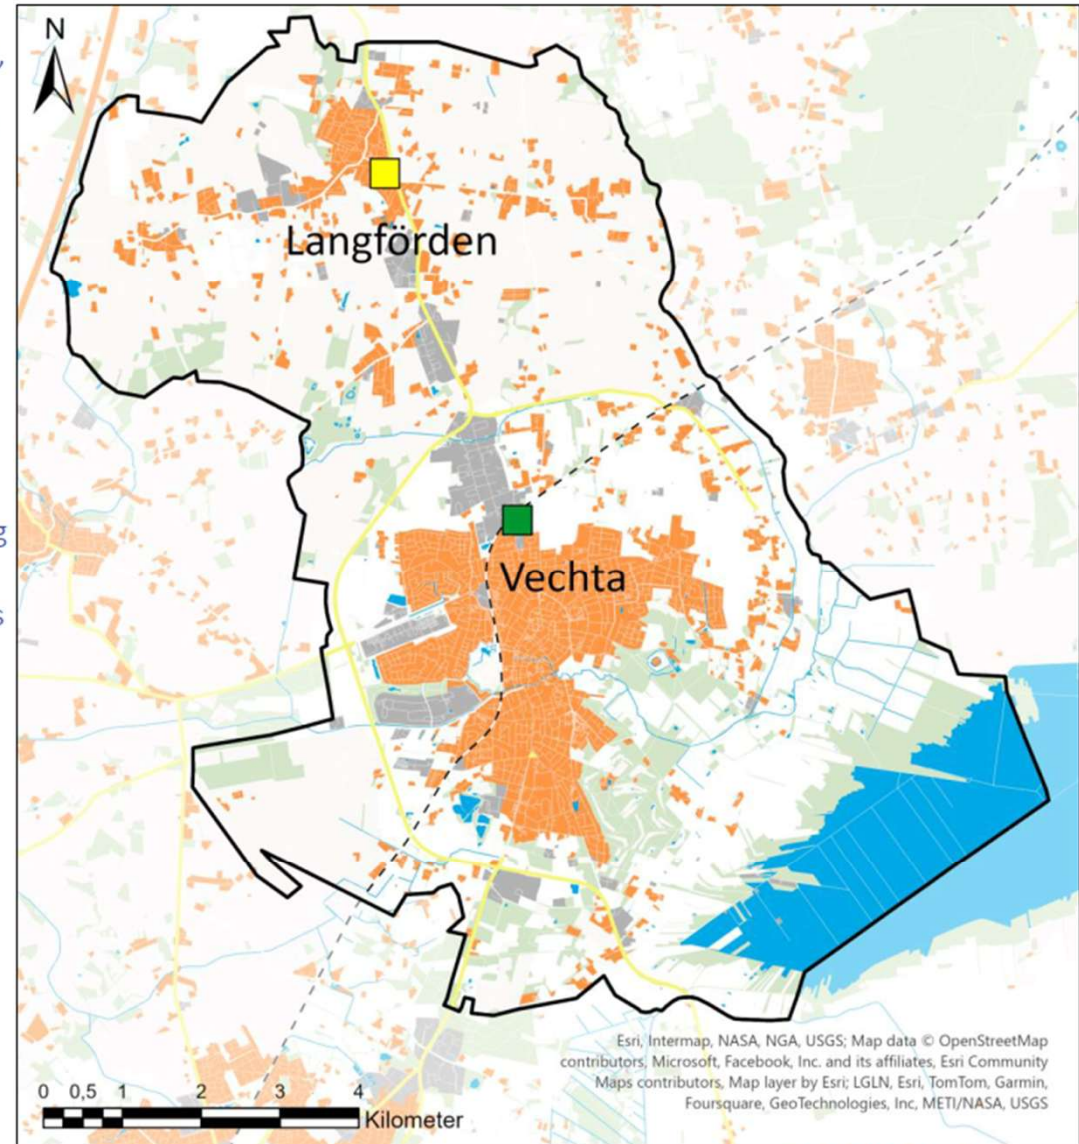 N
Langförden
Vechta
Esri, Intermap, NASA, NGA, USGS; Map data © OpenStreetMap
contributors, Microsoft, Facebook, Inc. and its affiliates, Esri Community
Maps contributors, Map layer by Esri; LGLN, Esri, TomTom, Garmin,
Foursquare, GeoTechnologies, Inc, METI/NASA, USGS
0 0,5 1 2 3 4
Kilometer